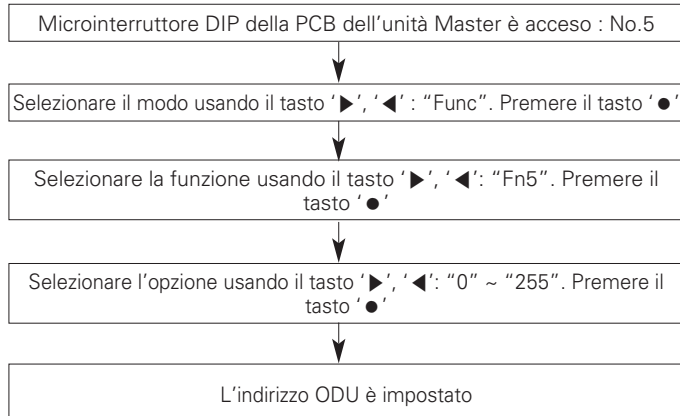 Microinterruttore DIP della PCB dell'unità Master è acceso : No.5
Selezionare il modo usando il tasto ‘▶’, ‘◀’ : “Func”. Premere il tasto ‘●’
Selezionare la funzione usando il tasto ‘▶’, ‘◀’: “Fn5”. Premere il
tasto ‘●’
Selezionare l'opzione usando il tasto ‘▶’, ‘◀’: “0” ~ “255”. Premere il
tasto ‘●’
L'indirizzo ODU è impostato